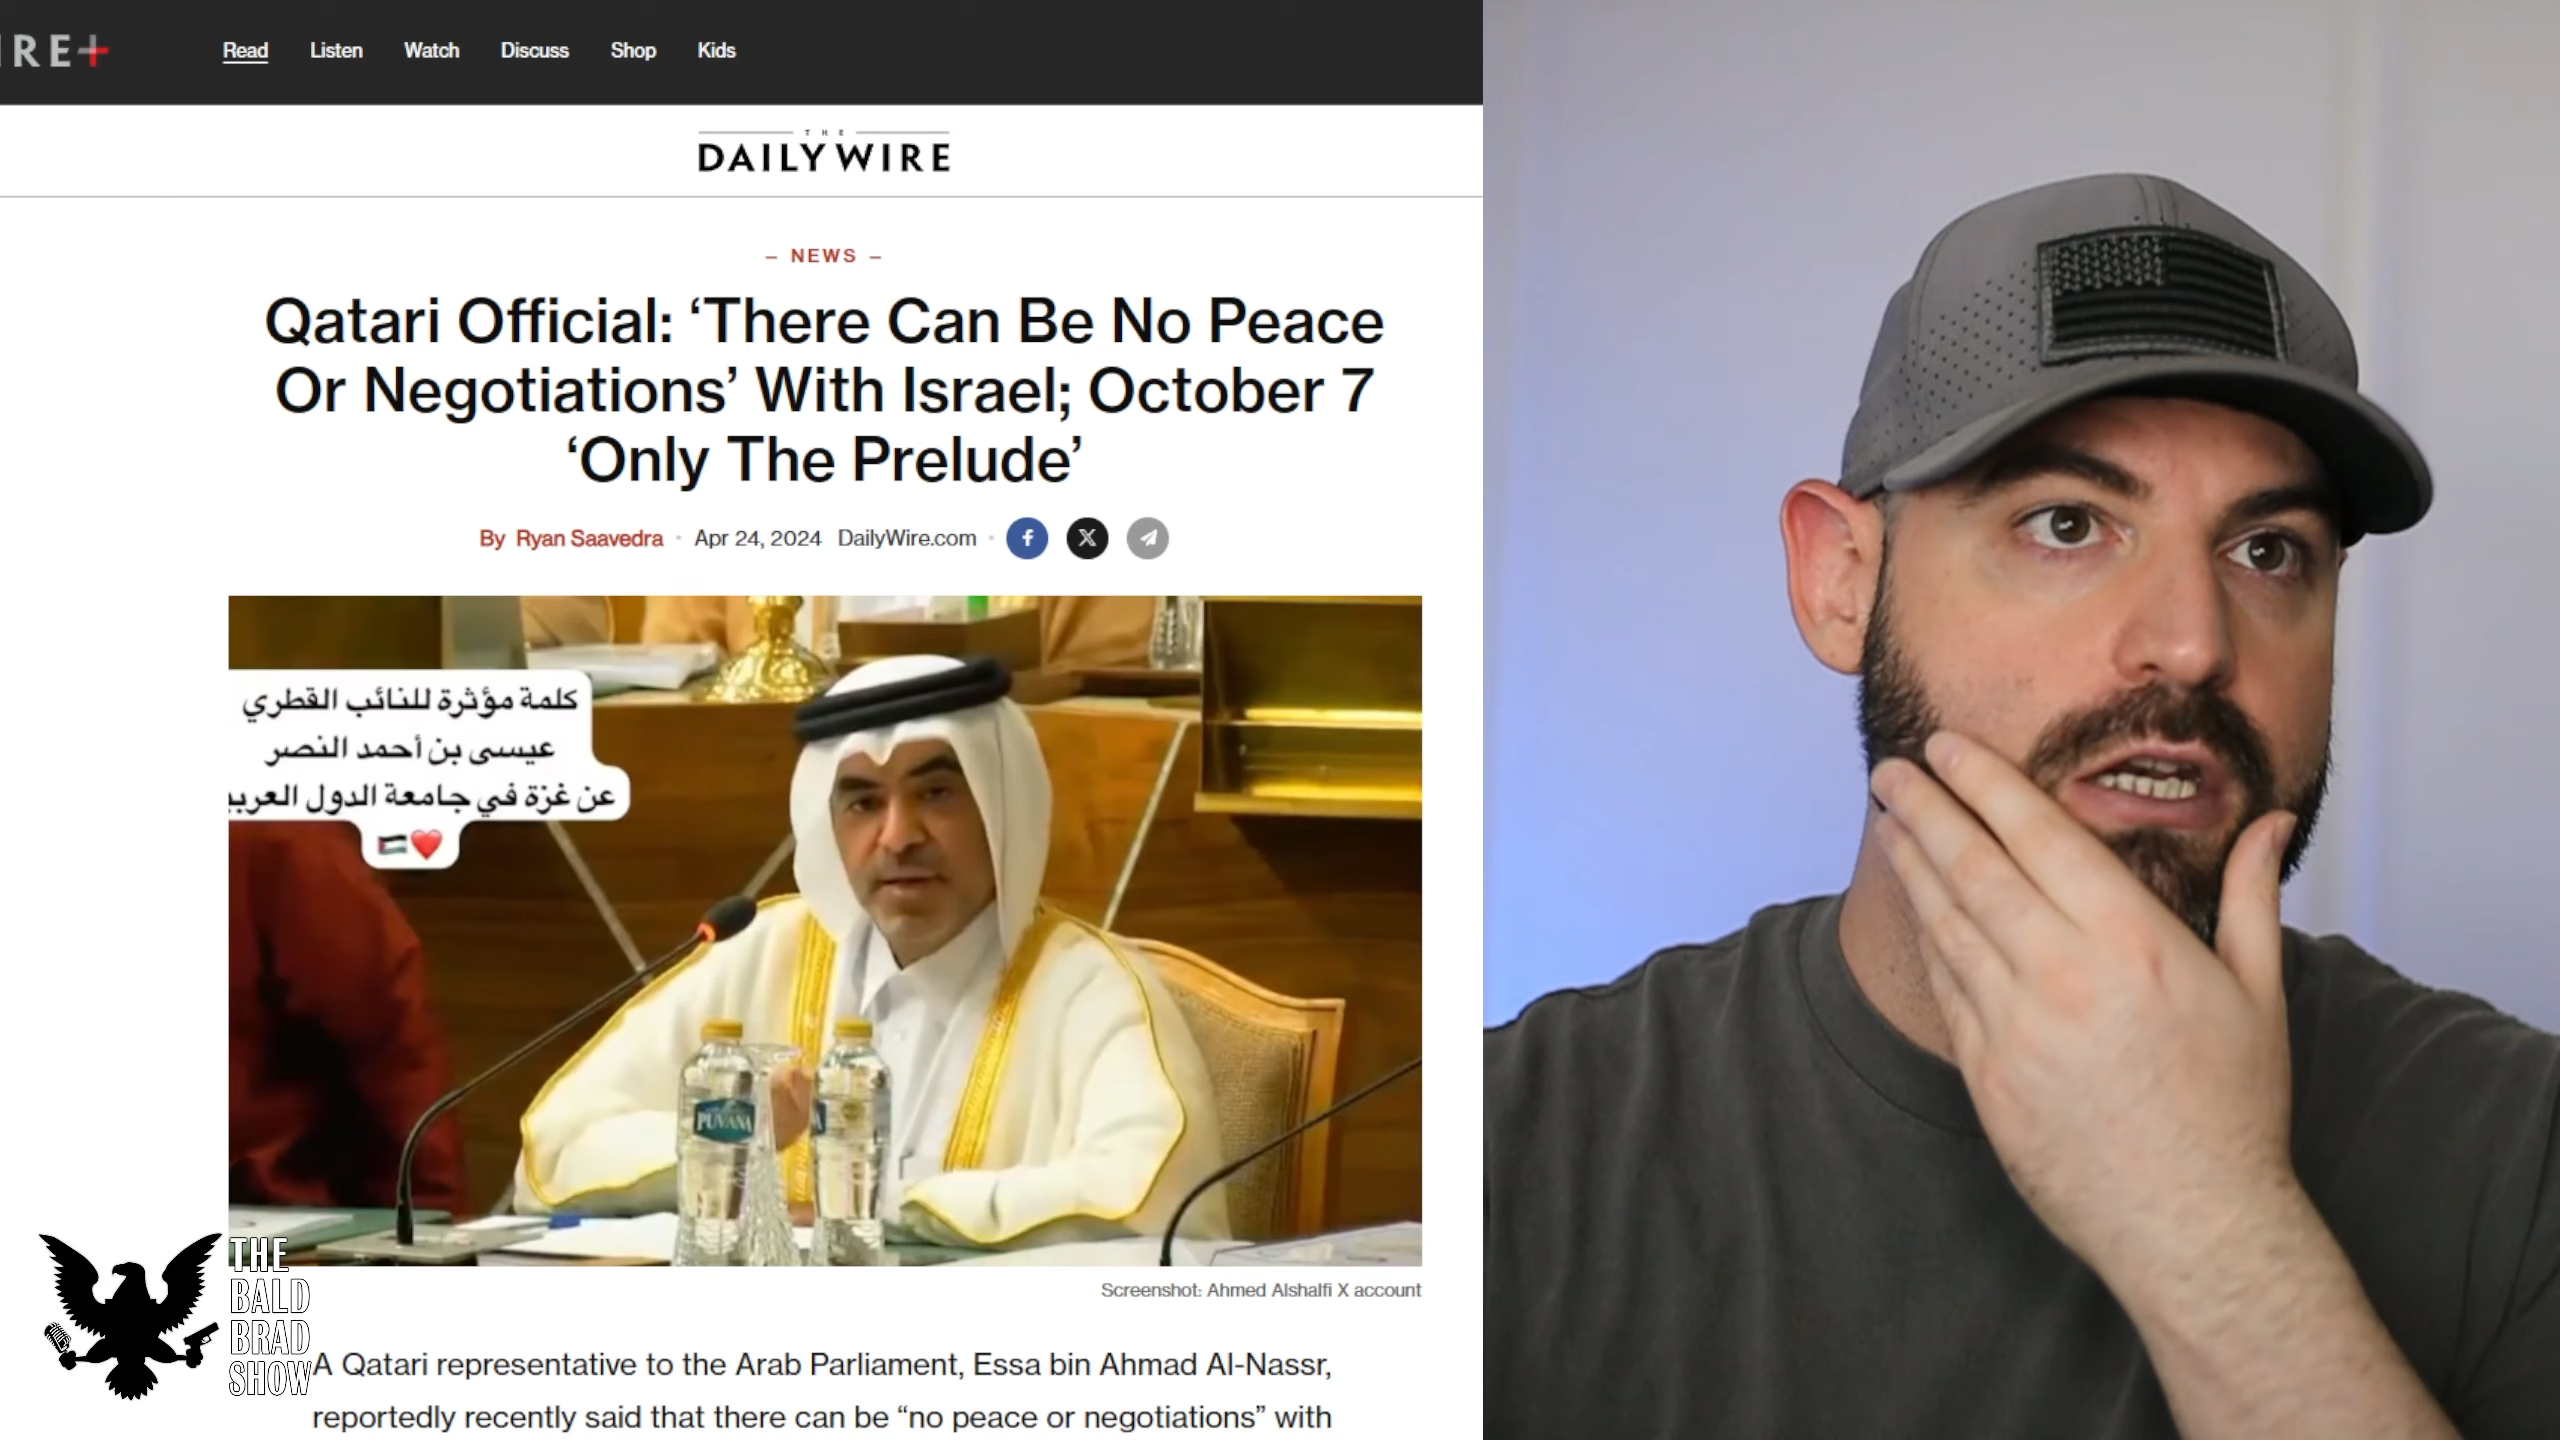 IRE+
Read Listen Watch Discuss Shop Kids
THE
DAILY WIRE
– NEWS –
Qatari Official: ‘There Can Be No Peace
Or Negotiations’ With Israel; October 7
‘Only The Prelude’
By Ryan Saavedra • Apr 24, 2024 DailyWire.com •
كلمة مؤثرة للنائب القطري
عيسى بن أحمد النصر
عن غزة في جامعة الدول
PUVANA
Screenshot: Ahmed Alshalfi X account
A Qatari representative to the Arab Parliament, Essa bin Ahmad Al-Nassr,
reportedly recently said that there can be “no peace or negotiations” with
THE
BALD
BRAD
SHOW